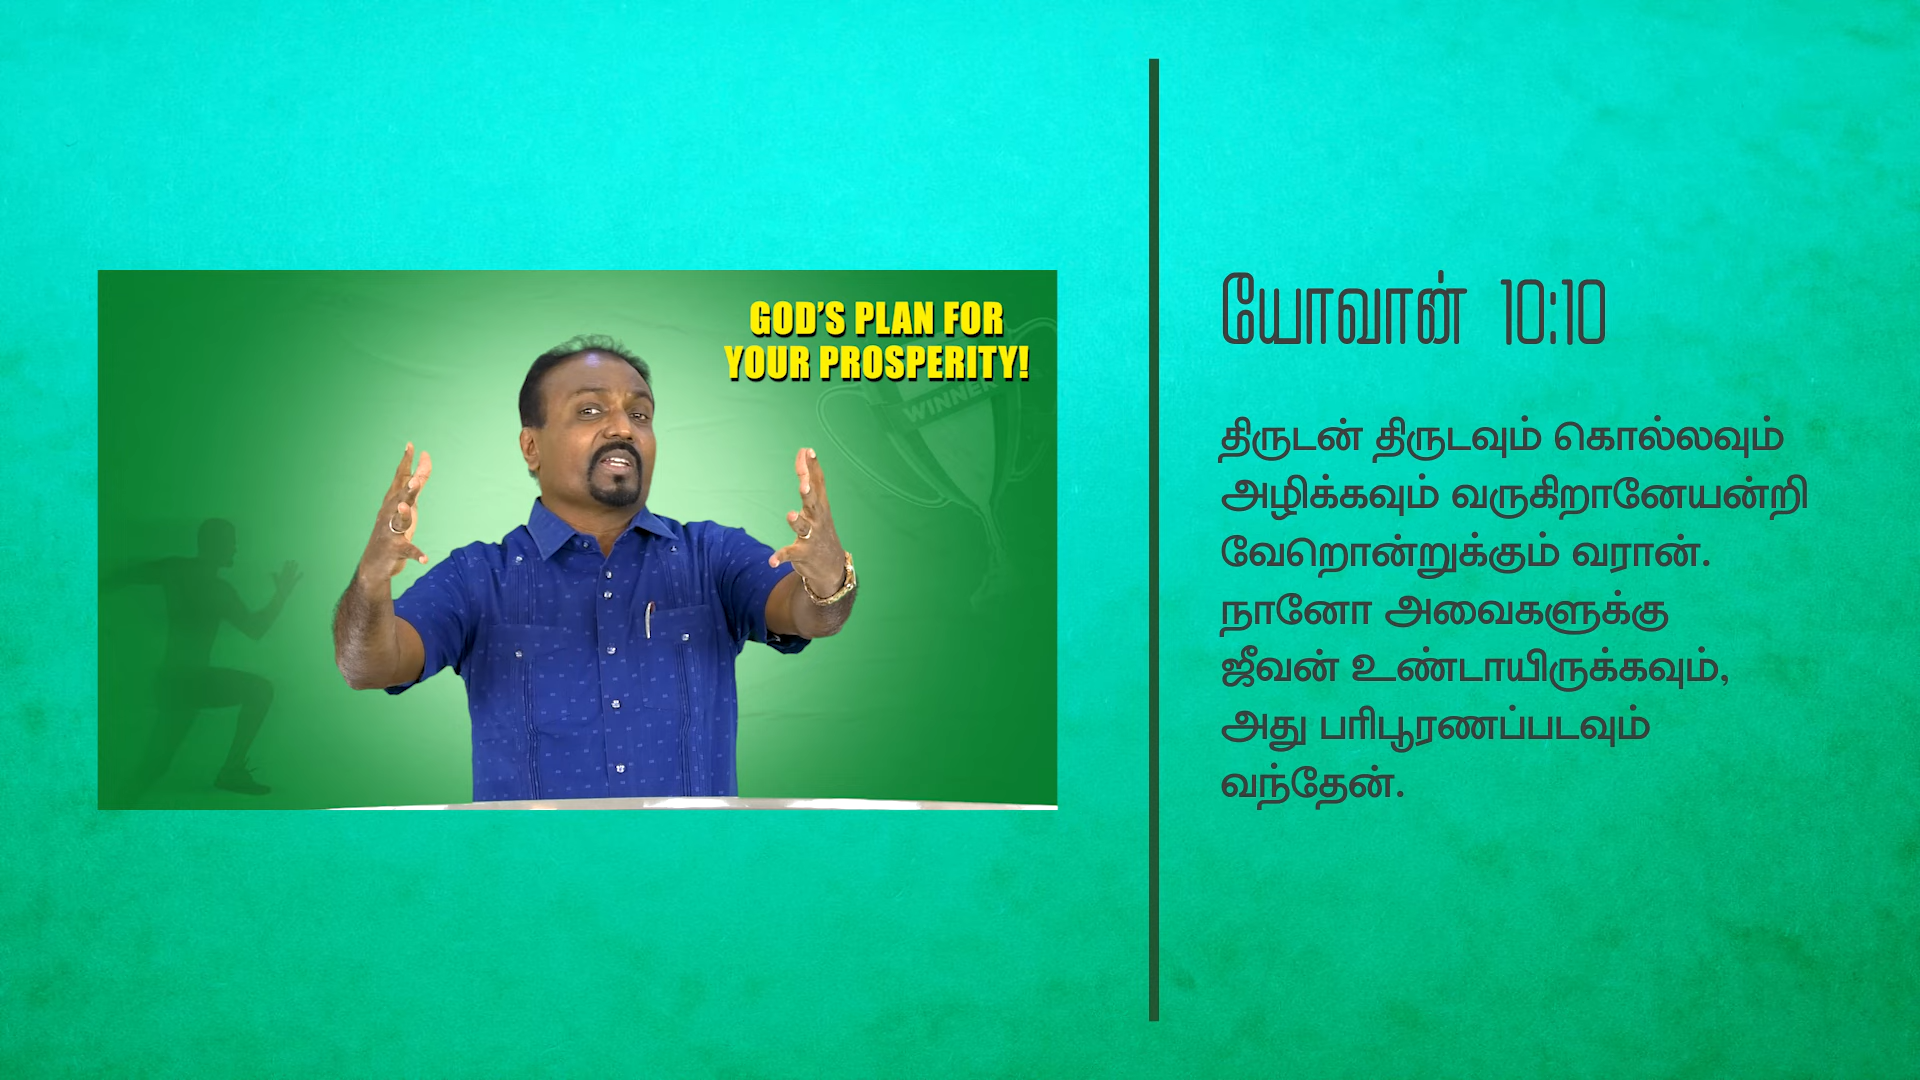 GOD'S PLAN FOR
YOUR PROSPERITY!
WINNER
யோவான் 10:10
திருடன் திருடவும் கொல்லவும்
அழிக்கவும் வருகிறானேயன்றி
வேறொன்றுக்கும் வரான்.
நானோ அவைகளுக்கு
ஜீவன் உண்டாயிருக்கவும்,
அது பரிபூரணப்படவும்
வந்தேன்.